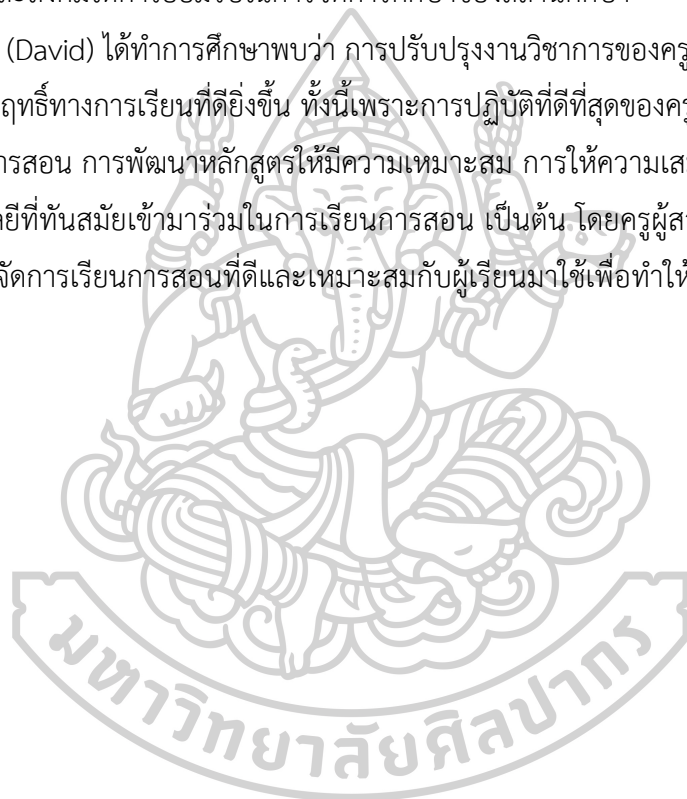 (David) ได้ทำการศึกษาพบว่า การปรับปรุงงานวิชาการของครู
ฤทธิ์ทางการเรียนที่ดียิ่งขึ้น ทั้งนี้เพราะการปฏิบัติที่ดีที่สุดของครู
ารสอน การพัฒนาหลักสูตรให้มีความเหมาะสม การให้ความเส
ลยีที่ทันสมัยเข้ามาร่วมในการเรียนการสอน เป็นต้น โดยครูผู้ส
จัดการเรียนการสอนที่ดีและเหมาะสมกับผู้เรียนมาใช้เพื่อทำให้
มหาวิทยาลัยศิลปากร